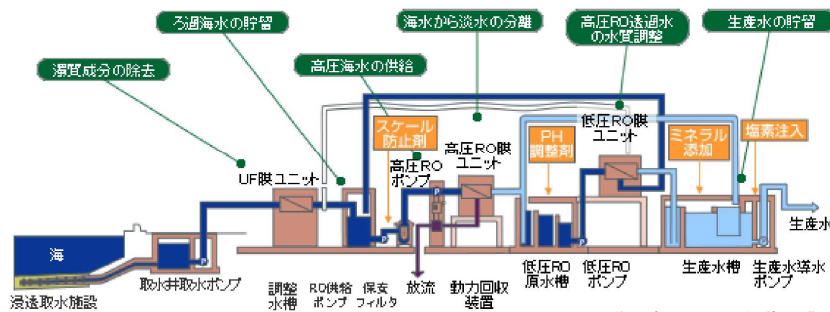 濁質成分の除去
ろ過海水の貯留
高圧海水の供給
海水から淡水の分離
高圧RO透過水
の水質調整
生産水の貯留
UF膜ユニット
スケール
防止剤
高圧RO
ポンプ
高圧RO膜
ユニット
PH
調整剤
低圧RO膜
ユニット
ミネラル
添加
塩素注入
海
浸透取水施設
取水井
取水ポンプ
調整
水槽
RO供給
ポンプ
保安
フィルタ
放流
動力回収
装置
低圧RO
原水槽
低圧RO
ポンプ
生産水槽
生産水導水
ポンプ
生産水
P
P
P
P
P